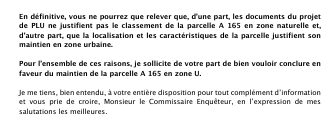 En définitive, vous ne pourrez que relever que, d'une part, les documents du projet
de PLU ne justifient pas le classement de la parcelle A 165 en zone naturelle et,
d'autre part, que la localisation et les caractéristiques de la parcelle justifient son
maintien en zone urbaine.
Pour l'ensemble de ces raisons, je sollicite de votre part de bien vouloir conclure en
faveur du maintien de la parcelle A 165 en zone U.
Je me tiens, bien entendu, à votre entière disposition pour tout complément d'information
et vous prie de croire, Monsieur le Commissaire Enquêteur, en l'expression de mes
salutations les meilleures.